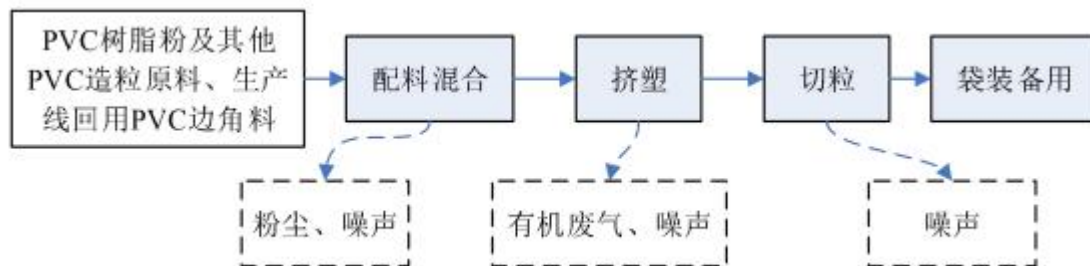 PVC树脂粉及其他
PVC造粒原料、生产
线回用PVC边角料
配料混合
挤塑
切粒
袋装备用
粉尘、噪声
有机废气、噪声
噪声